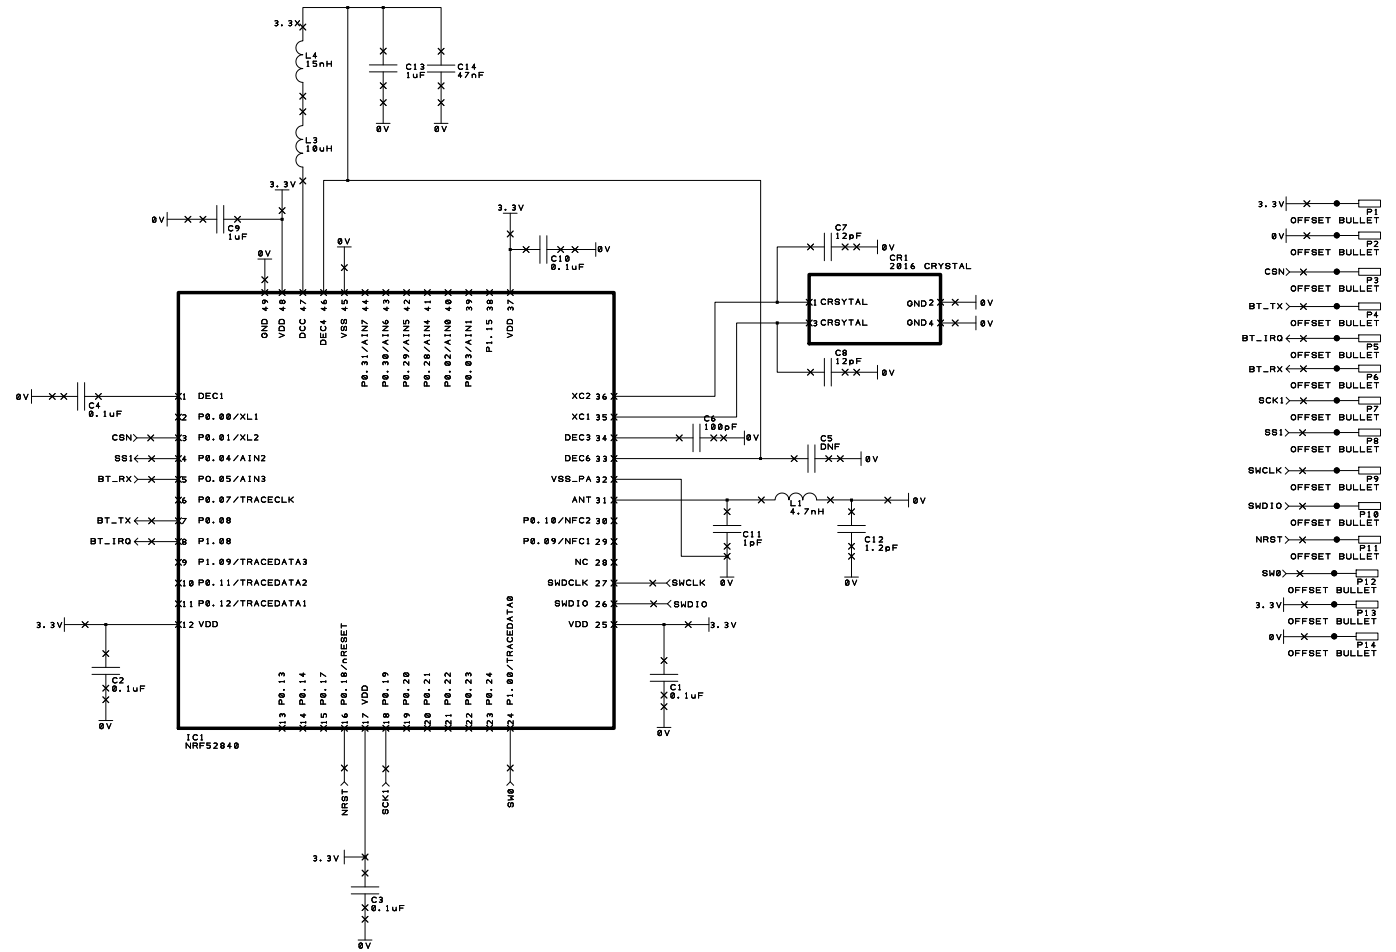 3.3V
L4
15nH
C13
1uF
C14
47nF
0V
0V
L3
10uH
3.3V
0V
C9
1uF
0V
0V
3.3V
C10
0.1uF
0V
GND 49
VDD 48
DCC 47
DEC4 46
VSS 45
P0.31/AIN7 44
P0.30/AIN6 43
P0.29/AIN5 42
P0.28/AIN4 41
P0.02/AIN0 40
P0.03/AIN1 39
P1.15 38
VDD 37
C7
12pF
0V
CR1
2016 CRYSTAL
1 CRSYTAL
GND 2
0V
3 CRSYTAL
GND 4
0V
C8
12pF
0V
0V
C4
0.1uF
1 DEC1
2 P0.00/XL1
CSN
3 P0.01/XL2
SS1
4 P0.04/AIN2
BT_RX
5 PO.05/AIN3
6 P0.07/TRACECLK
BT_TX
7 P0.08
BT_IRQ
8 P1.08
9 P1.09/TRACEDATA3
10 P0.11/TRACEDATA2
11 P0.12/TRACEDATA1
3.3V
12 VDD
C2
0.1uF
0V
XC2 36
XC1 35
DEC3 34
C6
100pF
0V
DEC6 33
C5
DNF
0V
VSS_PA 32
ANT 31
L1
4.7nH
0V
C11
1pF
0V
C12
1.2pF
0V
P0.10/NFC2 30
P0.09/NFC1 29
NC 28
SWDCLK 27
SWCLK
SWDIO 26
SWDIO
VDD 25
3.3V
C1
0.1uF
0V
13 P0.13
14 P0.14
15 P0.17
16 P0.18/nRESET
17 VDD
18 P0.19
19 P0.20
20 P0.21
21 P0.22
22 P0.23
23 P0.24
24 P1.00/TRACEDATA0
IC1
NRF52840
NRST
SCK1
SW0
3.3V
C3
0.1uF
0V
3.3V
P1
OFFSET BULLET
0V
P2
OFFSET BULLET
CSN
P3
OFFSET BULLET
BT_TX
P4
OFFSET BULLET
BT_IRQ
P5
OFFSET BULLET
BT_RX
P6
OFFSET BULLET
SCK1
P7
OFFSET BULLET
SS1
P8
OFFSET BULLET
SWCLK
P9
OFFSET BULLET
SWDIO
P10
OFFSET BULLET
NRST
P11
OFFSET BULLET
SW0
P12
OFFSET BULLET
3.3V
P13
OFFSET BULLET
0V
P14
OFFSET BULLET